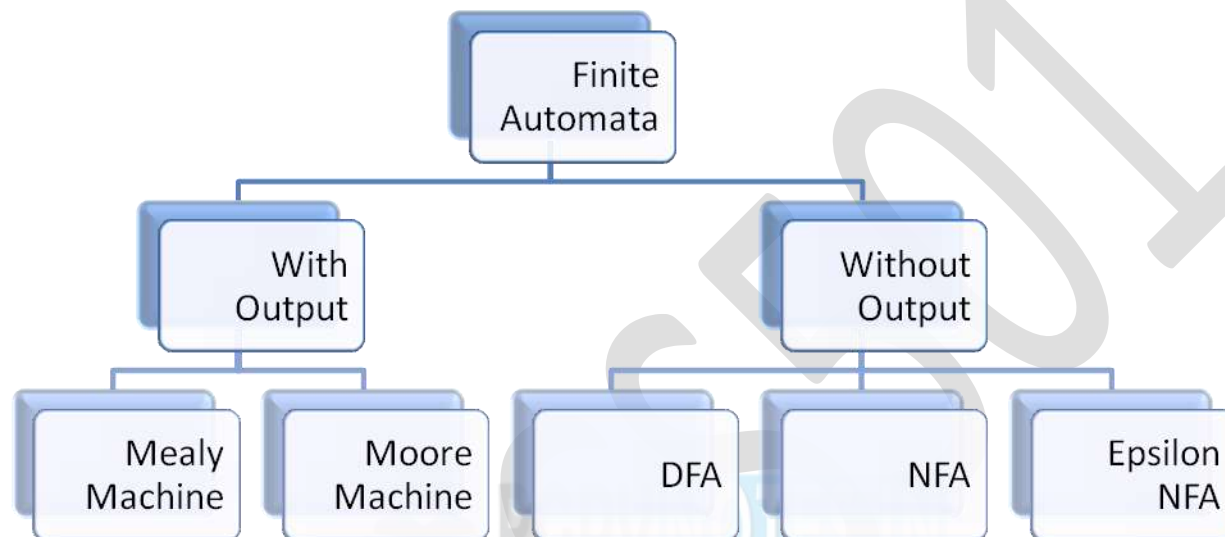 Finite
Automata
With
Output
Without
Output
Mealy
Machine
Moore
Machine
DFA
NFA
Epsilon
NFA